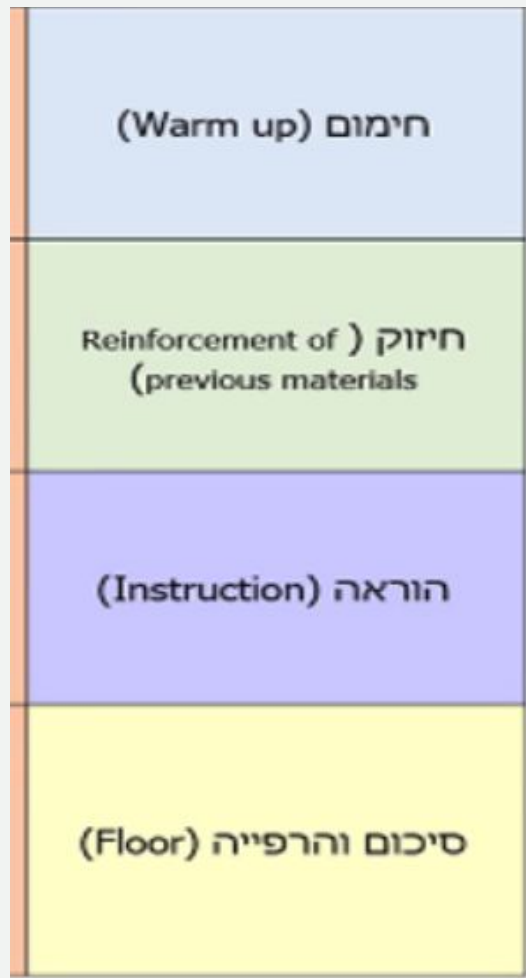 חימום (Warm up)
חיזוק ( Reinforcement of
previous materials)
הוראה (Instruction)
סיכום והרפייה (Floor)